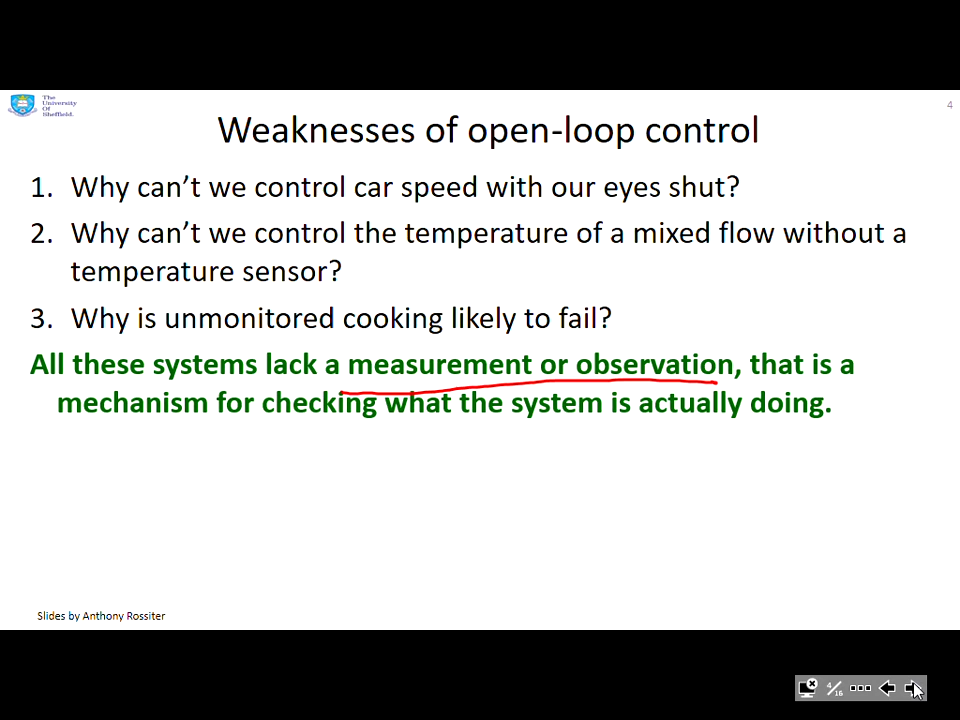 The
University
Of
Sheffield.
4
Weaknesses of open-loop control
1. Why can't we control car speed with our eyes shut?
2. Why can't we control the temperature of a mixed flow without a
temperature sensor?
3. Why is unmonitored cooking likely to fail?
All these systems lack a measurement or observation, that is a
mechanism for checking what the system is actually doing.
Slides by Anthony Rossiter
4/16